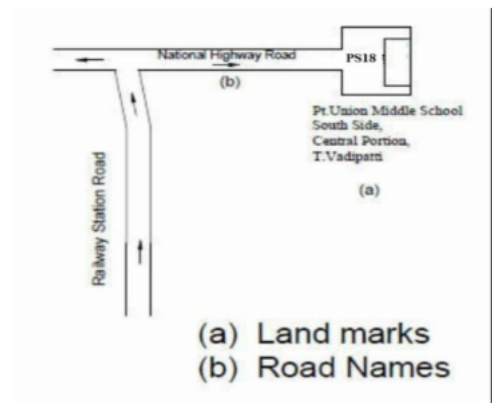 National Highway Road
PS18
(b)
Pt.Union Middle School
South Side,
Central Portion,
T.Vadipatti
(a)
Railway Station Road
(a) Land marks
(b) Road Names